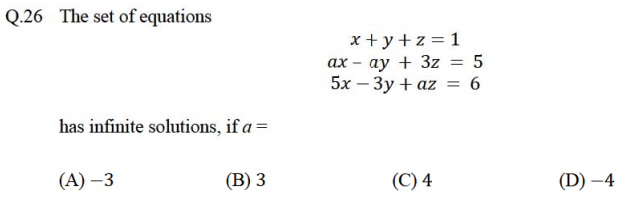 Q.26 The set of equations
x + y + z = 1
ax – ay + 3z = 5
5x – 3y + az = 6
has infinite solutions, if a =
(A) –3 (B) 3 (C) 4 (D) –4